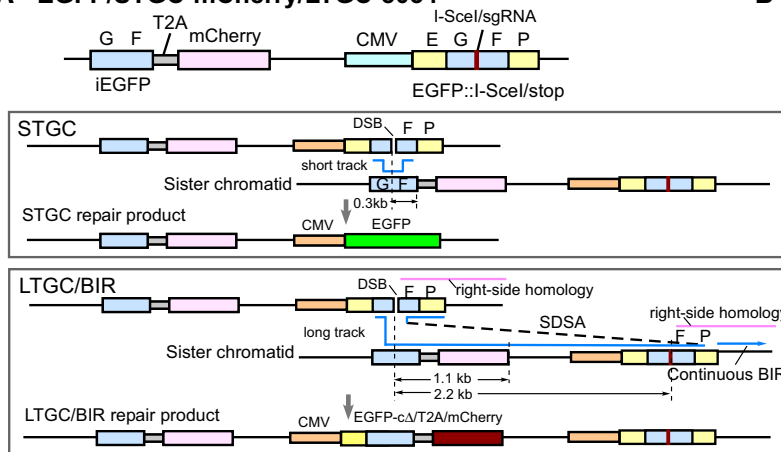 T2A
I-SceI/sgRNA
G F
mCherry
CMV
E G F P
iEGFP
EGFP::I-SceI/stop
STGC
DSB
F P
short track
Sister chromatid
G F
0.3kb
STGC repair product
CMV
EGFP
LTGC/BIR
DSB
F P
right-side homology
right-side homology
long track
SDSA
F P
Sister chromatid
Continuous BIR
1.1 kb
2.2 kb
LTGC/BIR repair product
CMV
EGFP-cΔ/T2A/mCherry